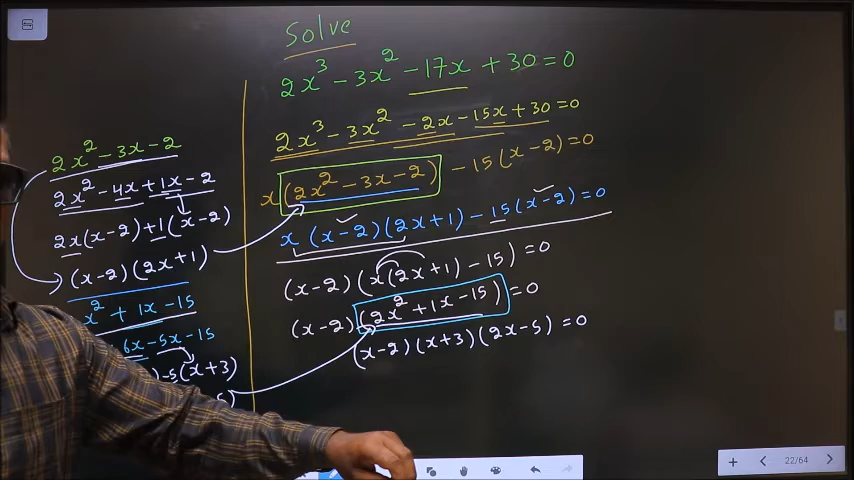 Solve
2x³ - 3x² - 17x + 30 = 0
2x³ - 3x² - 2x - 15x + 30 = 0
x (2x² - 3x - 2) - 15(x - 2) = 0
x (x - 2)(2x + 1) - 15(x - 2) = 0
(x - 2)(x(2x + 1) - 15) = 0
(x - 2)(2x² + 1x - 15) = 0
(x - 2)(x + 3)(2x - 5) = 0
2x² - 3x - 2
2x² - 4x + 1x - 2
2x(x - 2) + 1(x - 2)
(x - 2)(2x + 1)
x² + 1x - 15
6x - 5x - 15
) - 5(x + 3)
5)
22/64